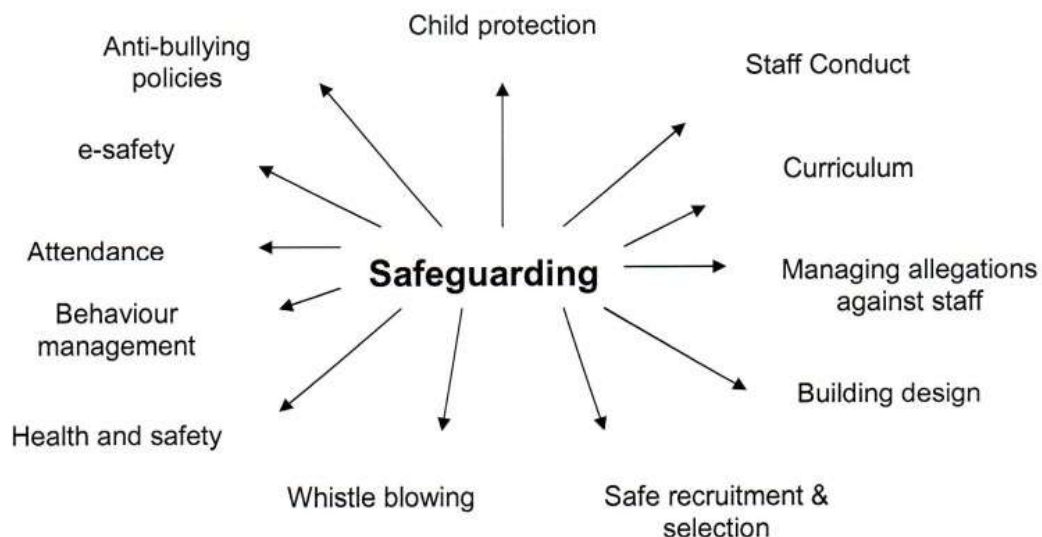 Child protection
Anti-bullying
policies
Staff Conduct
e-safety
Curriculum
Attendance
Safeguarding
Managing allegations
against staff
Behaviour
management
Building design
Health and safety
Whistle blowing
Safe recruitment &
selection